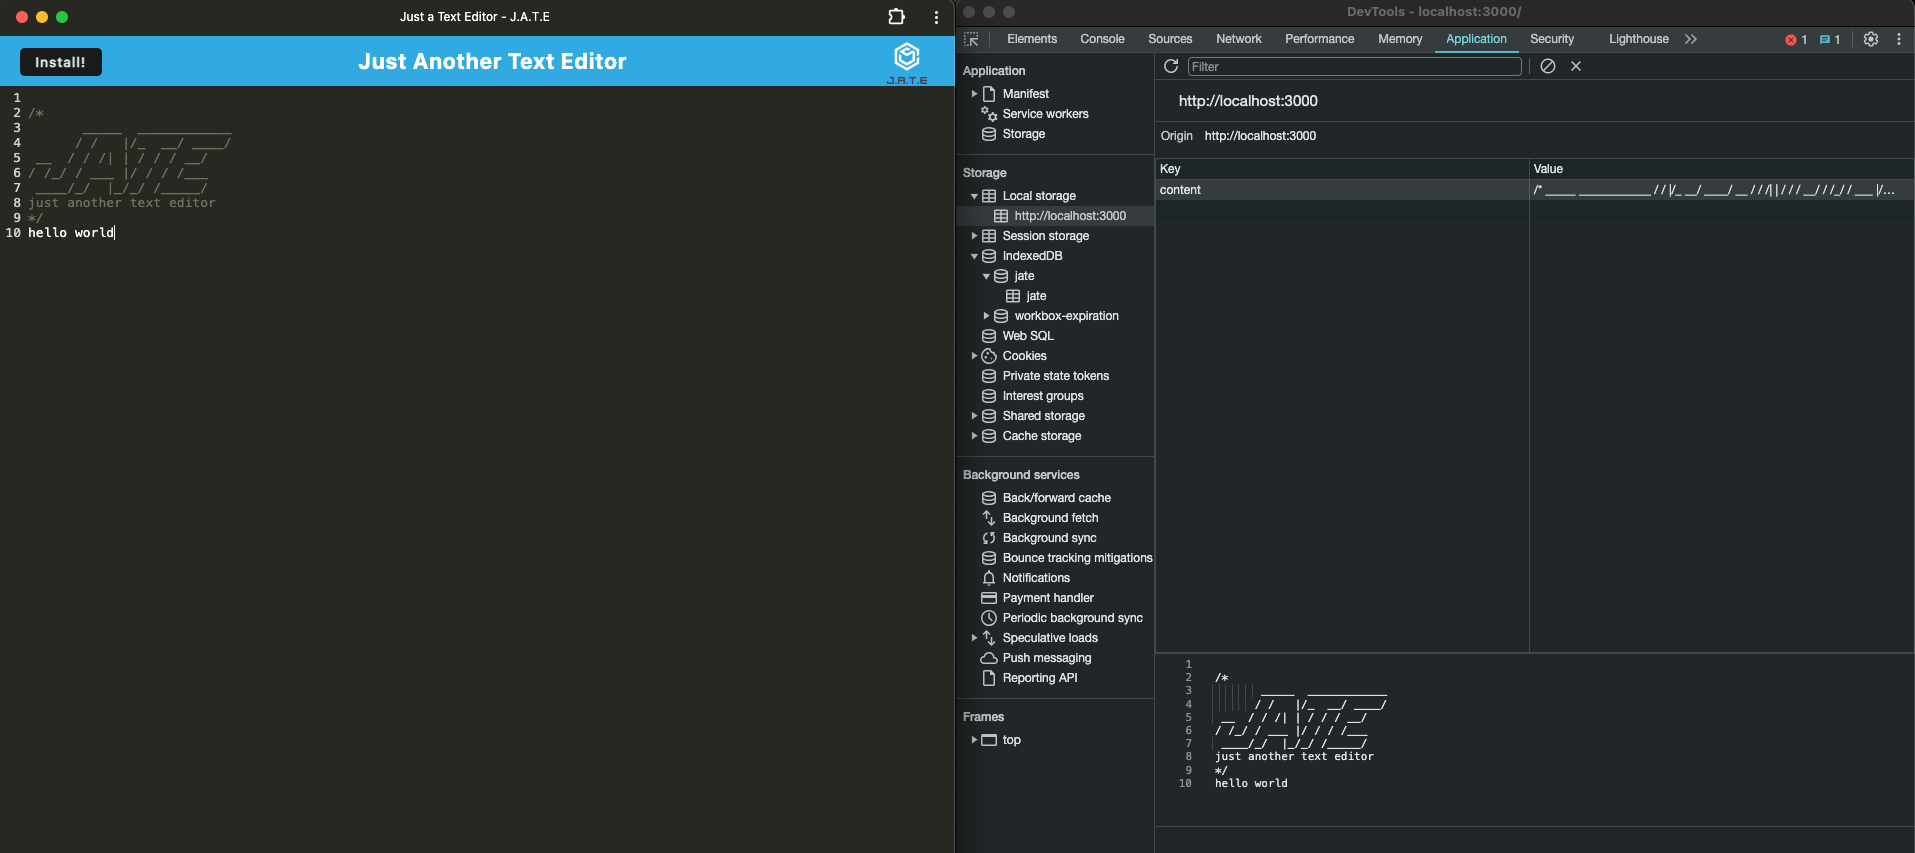 Just a Text Editor - J.A.T.E
Install!
Just Another Text Editor
J.A.T.E
1
2 /*
3        _____  _____________
4       / /   |/_  __/ ____/
5  __  / / /| | / / / __/
6 / /_/ / ___ |/ / / /___
7  ____/_/  |_/_/ /_____/
8 just another text editor
9 */
10 hello world
DevTools - localhost:3000/
Elements Console Sources Network Performance Memory Application Security Lighthouse 1 1
Application
Manifest
Service workers
Storage
Storage
Local storage
http://localhost:3000
Session storage
IndexedDB
jate
jate
workbox-expiration
Web SQL
Cookies
Private state tokens
Interest groups
Shared storage
Cache storage
Background services
Back/forward cache
Background fetch
Background sync
Bounce tracking mitigations
Notifications
Payment handler
Periodic background sync
Speculative loads
Push messaging
Reporting API
Frames
top
Filter
http://localhost:3000
Origin http://localhost:3000
Key Value
content /* _____ _____________ / / |/_ __/ ____/ __ / / /| | / / / __/ / /_/ / ___ |/...
1
2 /*
3        _____  _____________
4       / /   |/_  __/ ____/
5  __  / / /| | / / / __/
6 / /_/ / ___ |/ / / /___
7  ____/_/  |_/_/ /_____/
8 just another text editor
9 */
10 hello world